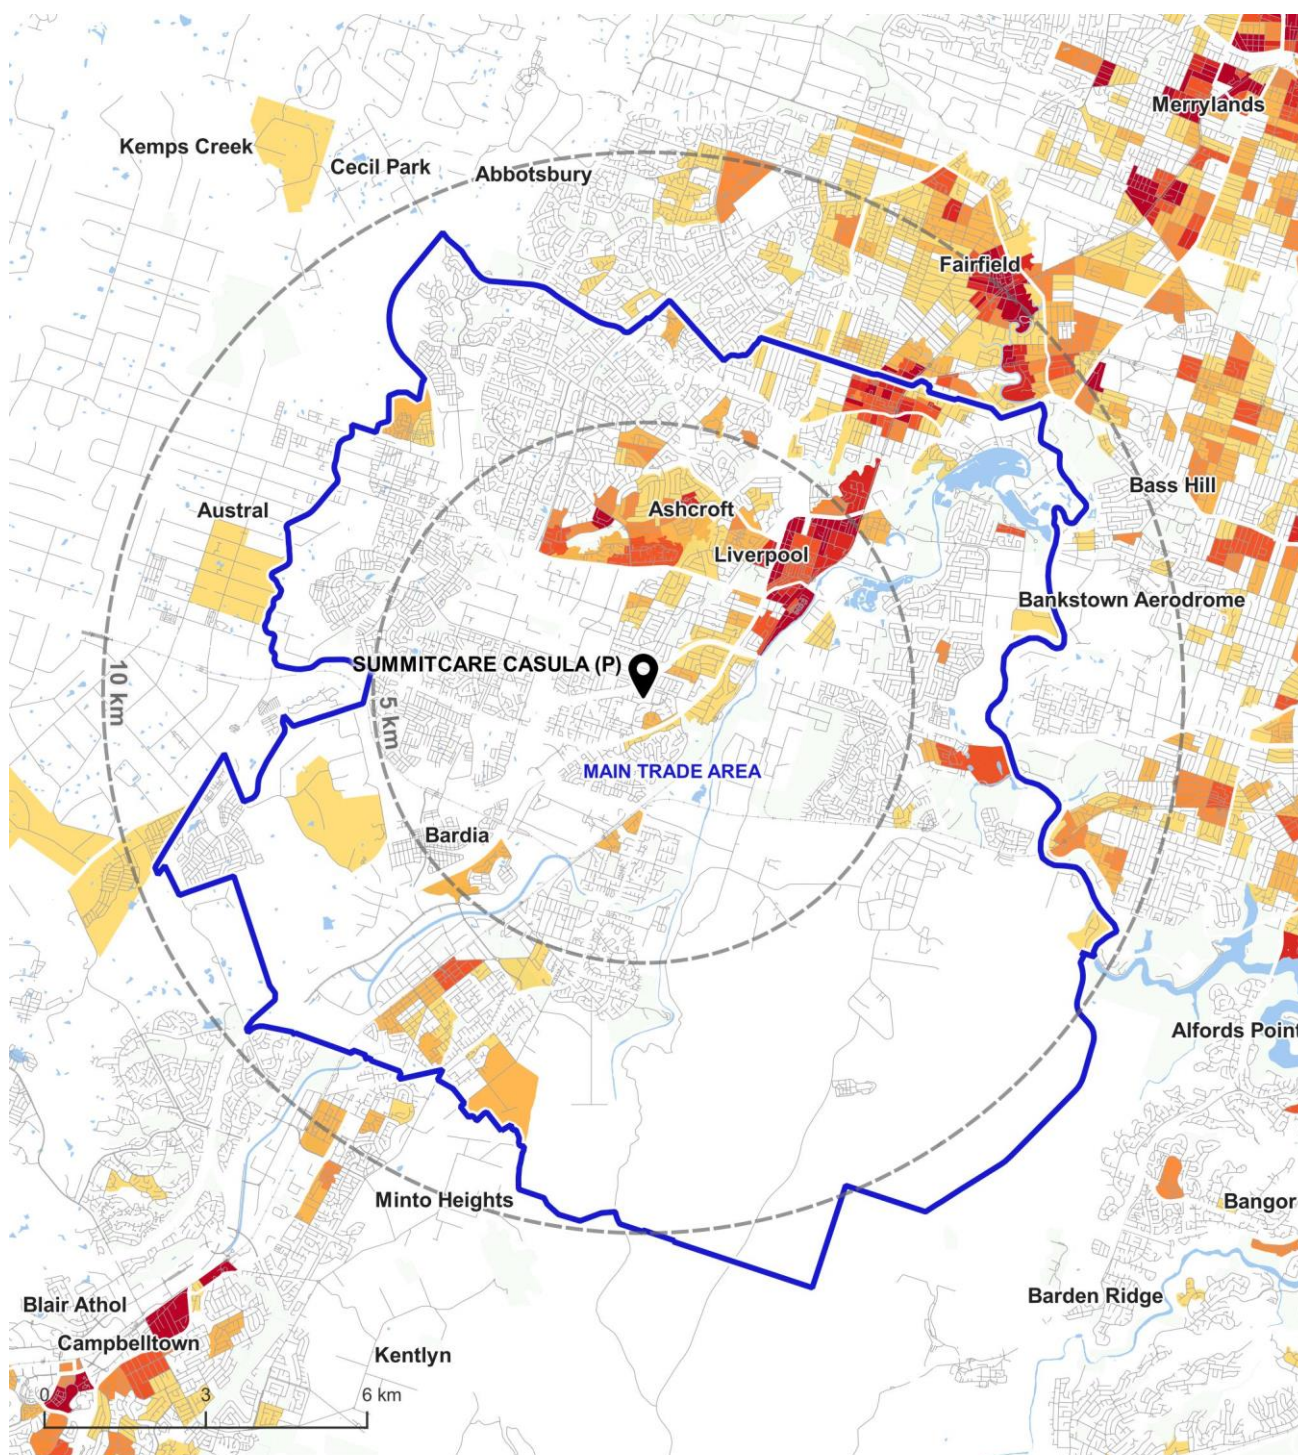 Merrylands
Kemps Creek
Cecil Park
Abbotsbury
Fairfield
Bass Hill
Austral
Ashcroft
Liverpool
Bankstown Aerodrome
SUMMITCARE CASULA (P)
10 km
5 km
MAIN TRADE AREA
Bardia
Alfords Point
Minto Heights
Bangor
Barden Ridge
Blair Athol
Campbelltown
Kentlyn
0 3 6 km